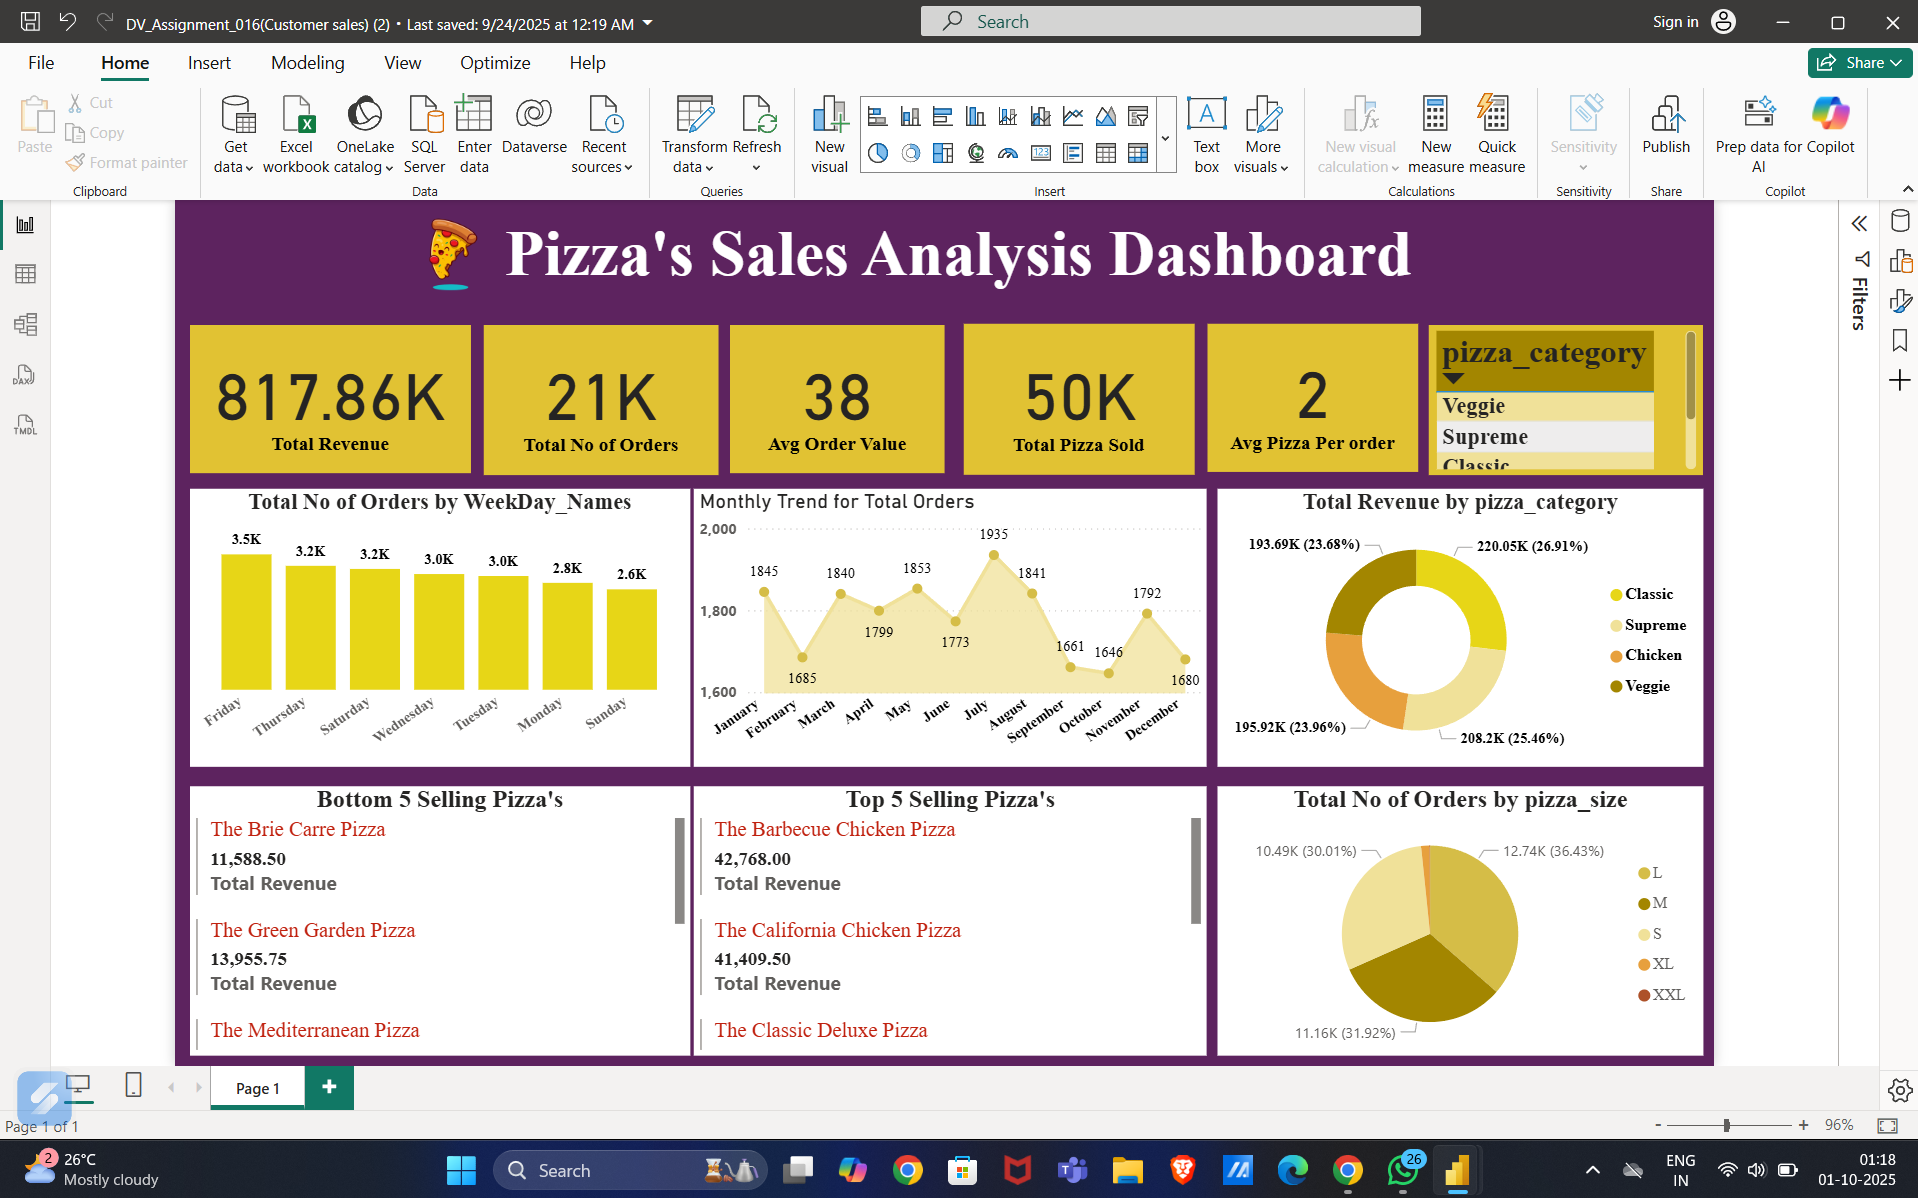 DV_Assignment_016(Customer sales) (2) • Last saved: 9/24/2025 at 12:19 AM
Search
Sign in
File
Home
Insert
Modeling
View
Optimize
Help
Share
Paste
Cut
Copy
Format painter
Clipboard
Get data
Excel workbook
OneLake catalog
SQL Server
Enter data
Dataverse
Recent sources
Data
Transform data
Refresh
Queries
New visual
123
Text box
More visuals
Insert
New visual calculation
New measure
Quick measure
Calculations
Sensitivity
Sensitivity
Publish
Share
Prep data for AI
Copilot
Copilot
DAX
TMDL
Filters
Pizza's Sales Analysis Dashboard
817.86K
Total Revenue
21K
Total No of Orders
38
Avg Order Value
50K
Total Pizza Sold
2
Avg Pizza Per order
pizza_category
Veggie
Supreme
Classic
Total No of Orders by WeekDay_Names
3.5K
3.2K
3.2K
3.0K
3.0K
2.8K
2.6K
Friday
Thursday
Saturday
Wednesday
Tuesday
Monday
Sunday
Monthly Trend for Total Orders
2,000
1,800
1,600
1845
1685
1840
1799
1853
1773
1935
1841
1661
1646
1792
1680
January
February
March
April
May
June
July
August
September
October
November
December
Total Revenue by pizza_category
193.69K (23.68%)
220.05K (26.91%)
195.92K (23.96%)
208.2K (25.46%)
Classic
Supreme
Chicken
Veggie
Bottom 5 Selling Pizza's
The Brie Carre Pizza
11,588.50
Total Revenue
The Green Garden Pizza
13,955.75
Total Revenue
The Mediterranean Pizza
Top 5 Selling Pizza's
The Barbecue Chicken Pizza
42,768.00
Total Revenue
The California Chicken Pizza
41,409.50
Total Revenue
The Classic Deluxe Pizza
Total No of Orders by pizza_size
10.49K (30.01%)
12.74K (36.43%)
11.16K (31.92%)
L
M
S
XL
XXL
Page 1
Page 1 of 1
- + 96%
2
26°C
Mostly cloudy
Search
26
ENG
IN
01:18
01-10-2025